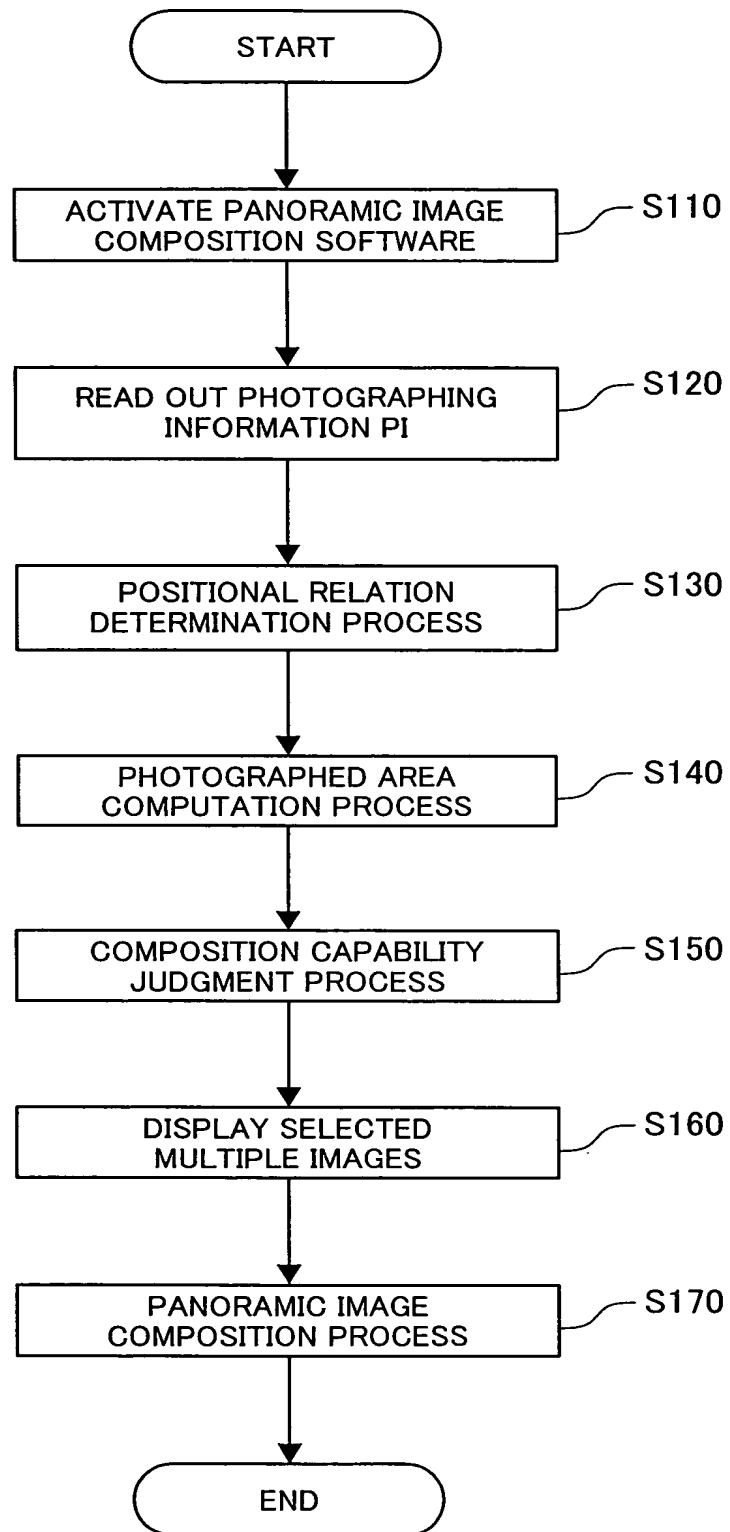 START
ACTIVATE PANORAMIC IMAGE
COMPOSITION SOFTWARE
S110
READ OUT PHOTOGRAPHING
INFORMATION PI
S120
POSITIONAL RELATION
DETERMINATION PROCESS
S130
PHOTOGRAPHED AREA
COMPUTATION PROCESS
S140
COMPOSITION CAPABILITY
JUDGMENT PROCESS
S150
DISPLAY SELECTED
MULTIPLE IMAGES
S160
PANORAMIC IMAGE
COMPOSITION PROCESS
S170
END